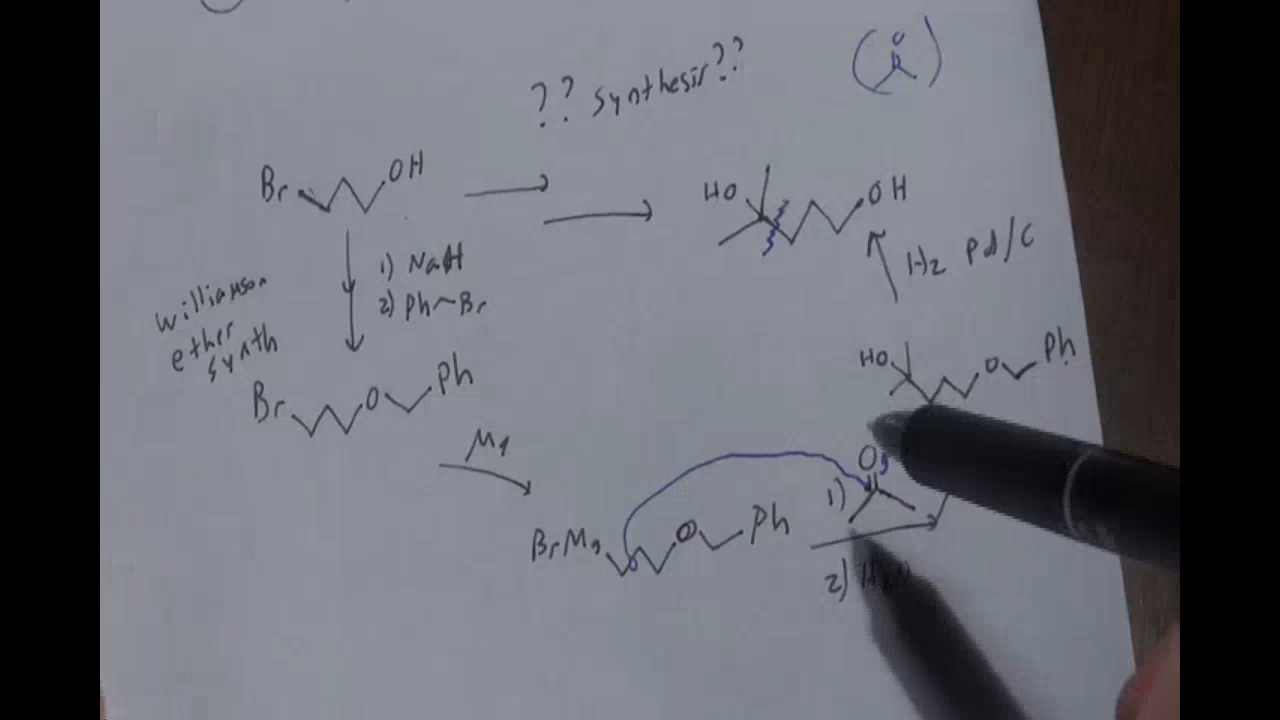 O
?? synthesis??
Br OH
HO OH
1) NaH
2) Ph Br
H2 Pd/C
williamson
ether
synth
HO O Ph
Br O Ph
Mg
O
1)
BrMg O Ph
2)